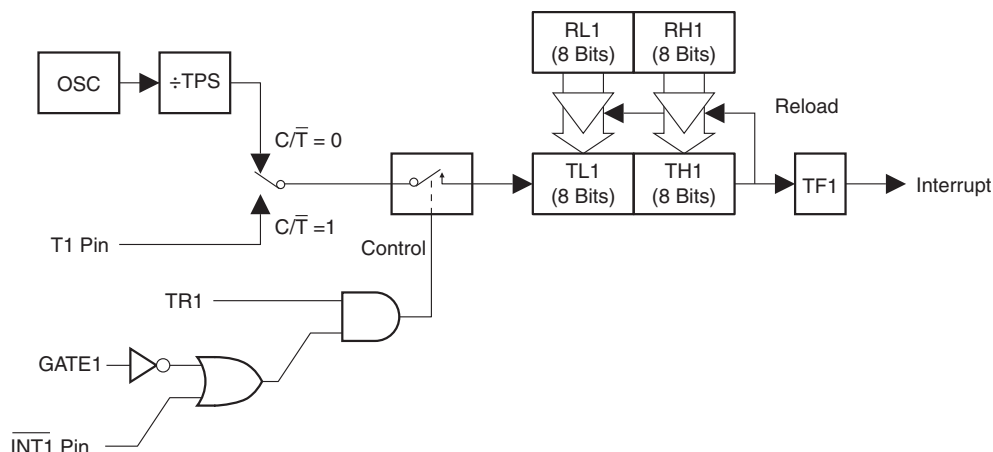 RL1
(8 Bits)
RH1
(8 Bits)
OSC
÷TPS
Reload
C/T̅ = 0
TL1
(8 Bits)
TH1
(8 Bits)
TF1
Interrupt
C/T̅ =1
T1 Pin
Control
TR1
GATE1
I̅N̅T̅1̅ Pin